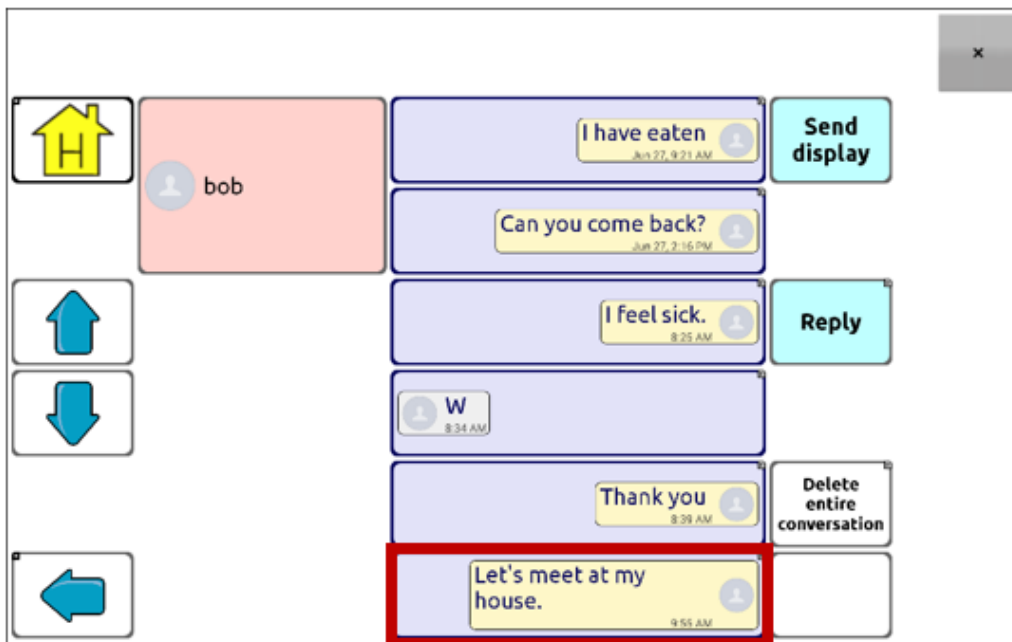 ×
H
bob
I have eaten
Jun 27, 9:21 AM
Send
display
Can you come back?
Jun 27, 2:16 PM
I feel sick.
8:25 AM
Reply
W
8:34 AM
Thank you
8:39 AM
Delete
entire
conversation
Let's meet at my
house.
9:55 AM